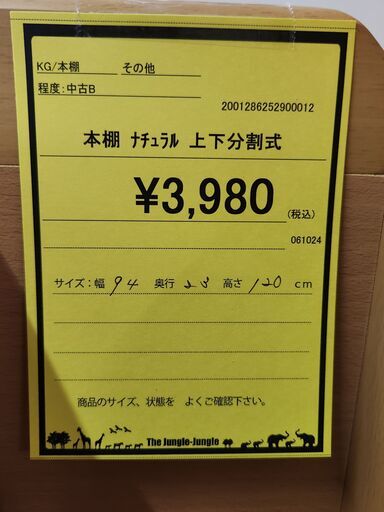 KG/本棚 その他
程度:中古B
2001286252900012
本棚 ﾅﾁｭﾗﾙ 上下分割式
¥3,980
(税込)
061024
サイズ:幅 94 奥行 23 高さ 120 cm
商品のサイズ、状態を よくご確認下さい。
The Jungle-Jungle